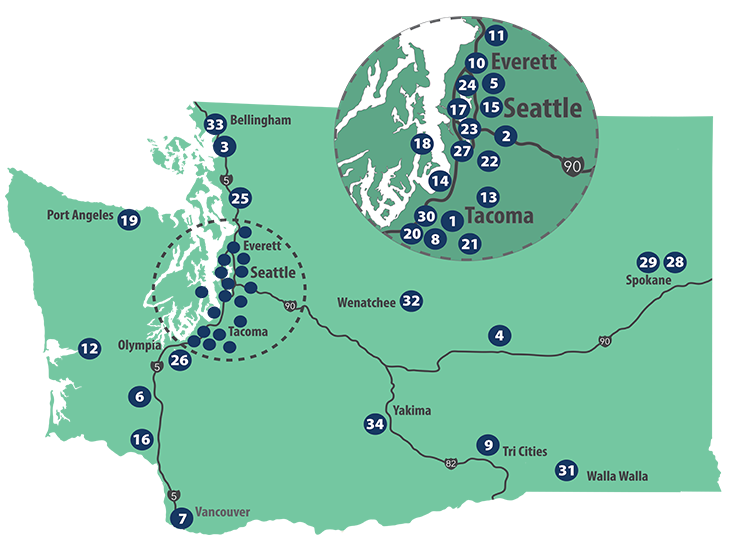 11
10
Everett
24
5
17
15
Seattle
23
2
27
22
90
18
14
13
30
1
Tacoma
20
8
21
33
Bellingham
3
5
25
Port Angeles
19
Everett
Seattle
90
Tacoma
Olympia
12
26
5
6
16
5
7
Vancouver
29
28
Spokane
Wenatchee
32
4
90
Yakima
34
82
9
Tri Cities
31
Walla Walla